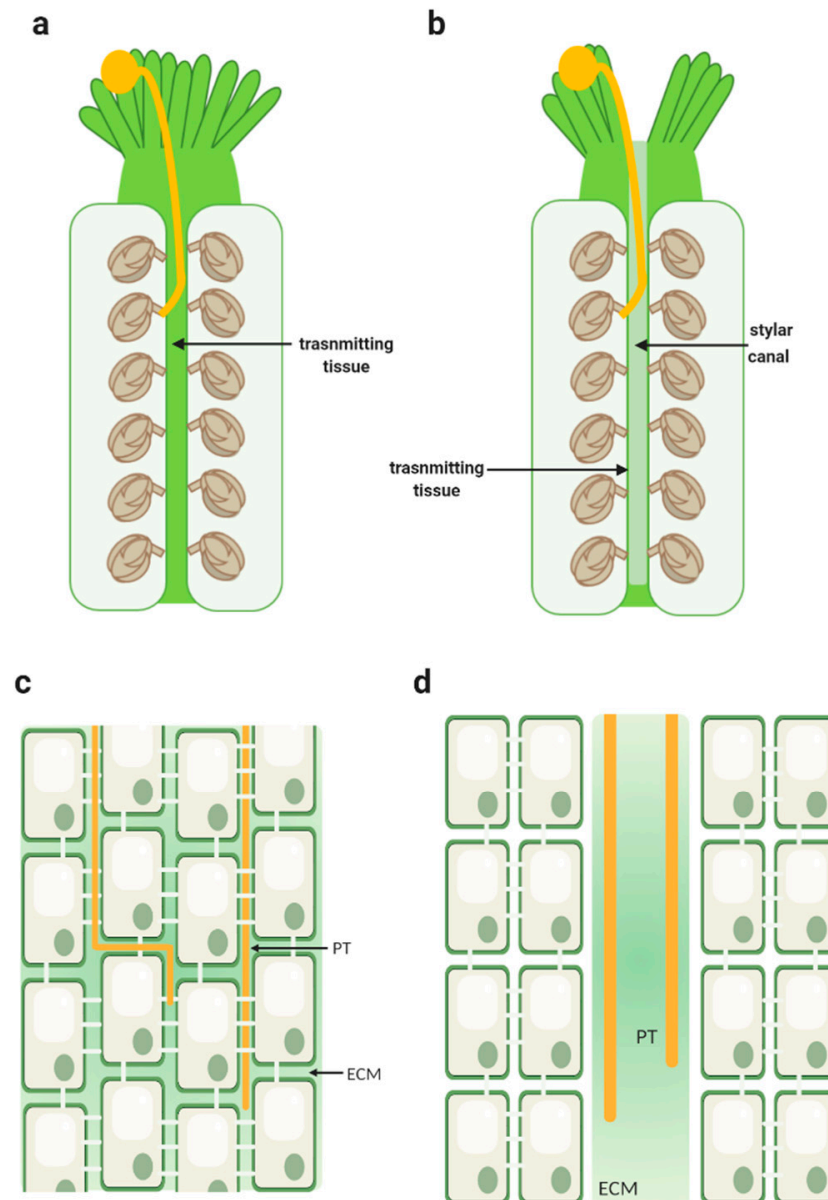 a
b
trasnmitting
tissue
stylar
canal
trasnmitting
tissue
c
d
PT
ECM
PT
ECM